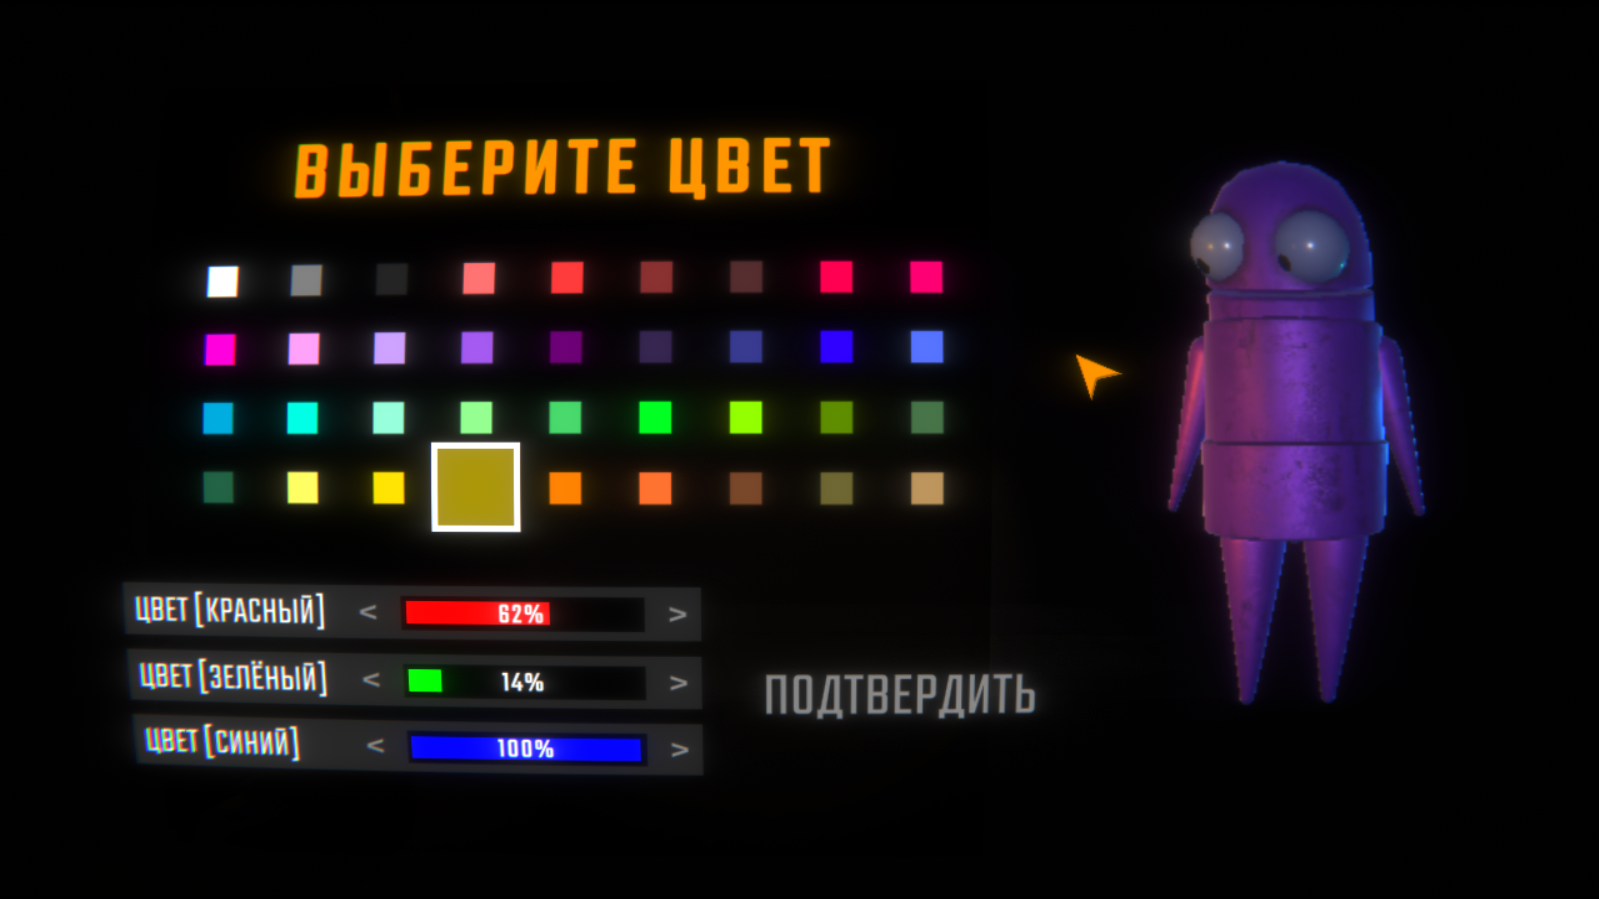 ВЫБЕРИТЕ ЦВЕТ
ЦВЕТ [КРАСНЫЙ] < 62% >
ЦВЕТ [ЗЕЛЁНЫЙ] < 14% >
ЦВЕТ [СИНИЙ] < 100% >
ПОДТВЕРДИТЬ